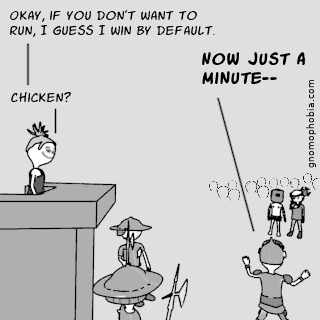 OKAY, IF YOU DON'T WANT TO
RUN, I GUESS I WIN BY DEFAULT.
CHICKEN?
NOW JUST A
MINUTE--
gnomophobia.com